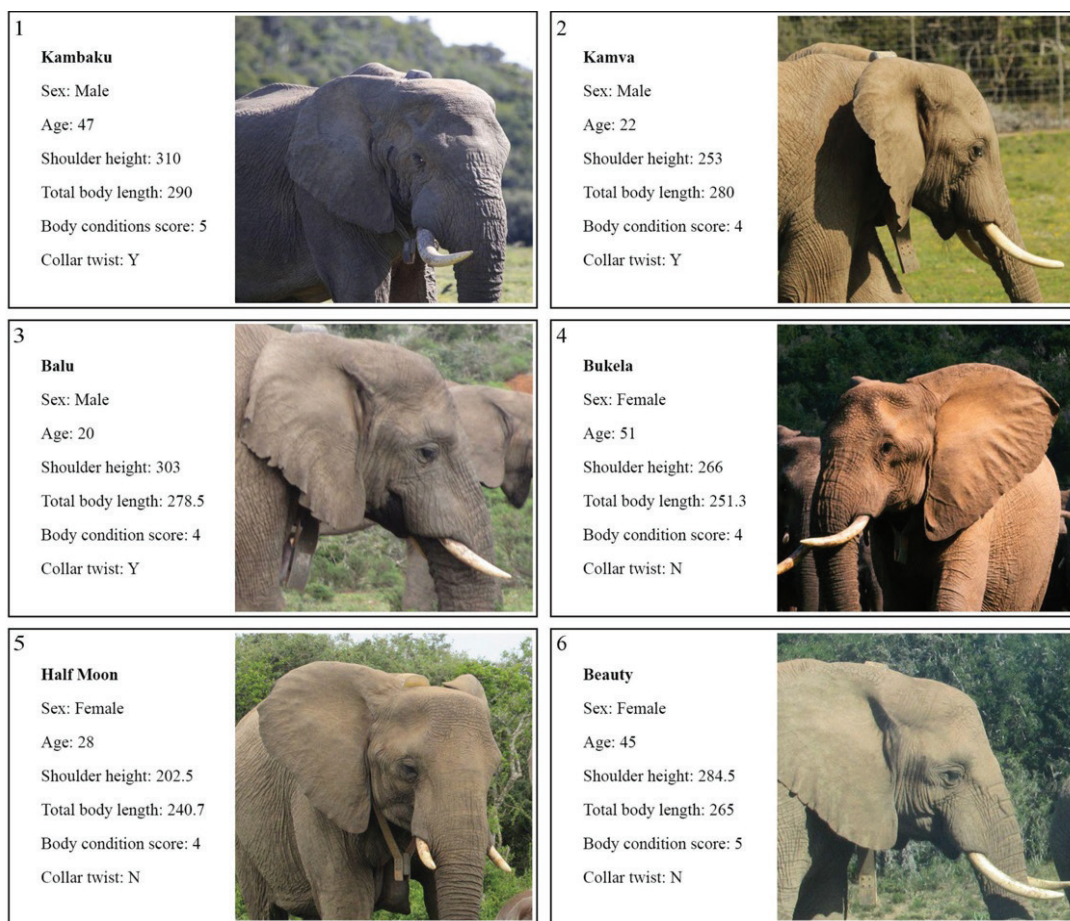 1
Kambaku
Sex: Male
Age: 47
Shoulder height: 310
Total body length: 290
Body conditions score: 5
Collar twist: Y
2
Kamva
Sex: Male
Age: 22
Shoulder height: 253
Total body length: 280
Body condition score: 4
Collar twist: Y
3
Balu
Sex: Male
Age: 20
Shoulder height: 303
Total body length: 278.5
Body condition score: 4
Collar twist: Y
4
Bukela
Sex: Female
Age: 51
Shoulder height: 266
Total body length: 251.3
Body condition score: 4
Collar twist: N
5
Half Moon
Sex: Female
Age: 28
Shoulder height: 202.5
Total body length: 240.7
Body condition score: 4
Collar twist: N
6
Beauty
Sex: Female
Age: 45
Shoulder height: 284.5
Total body length: 265
Body condition score: 5
Collar twist: N